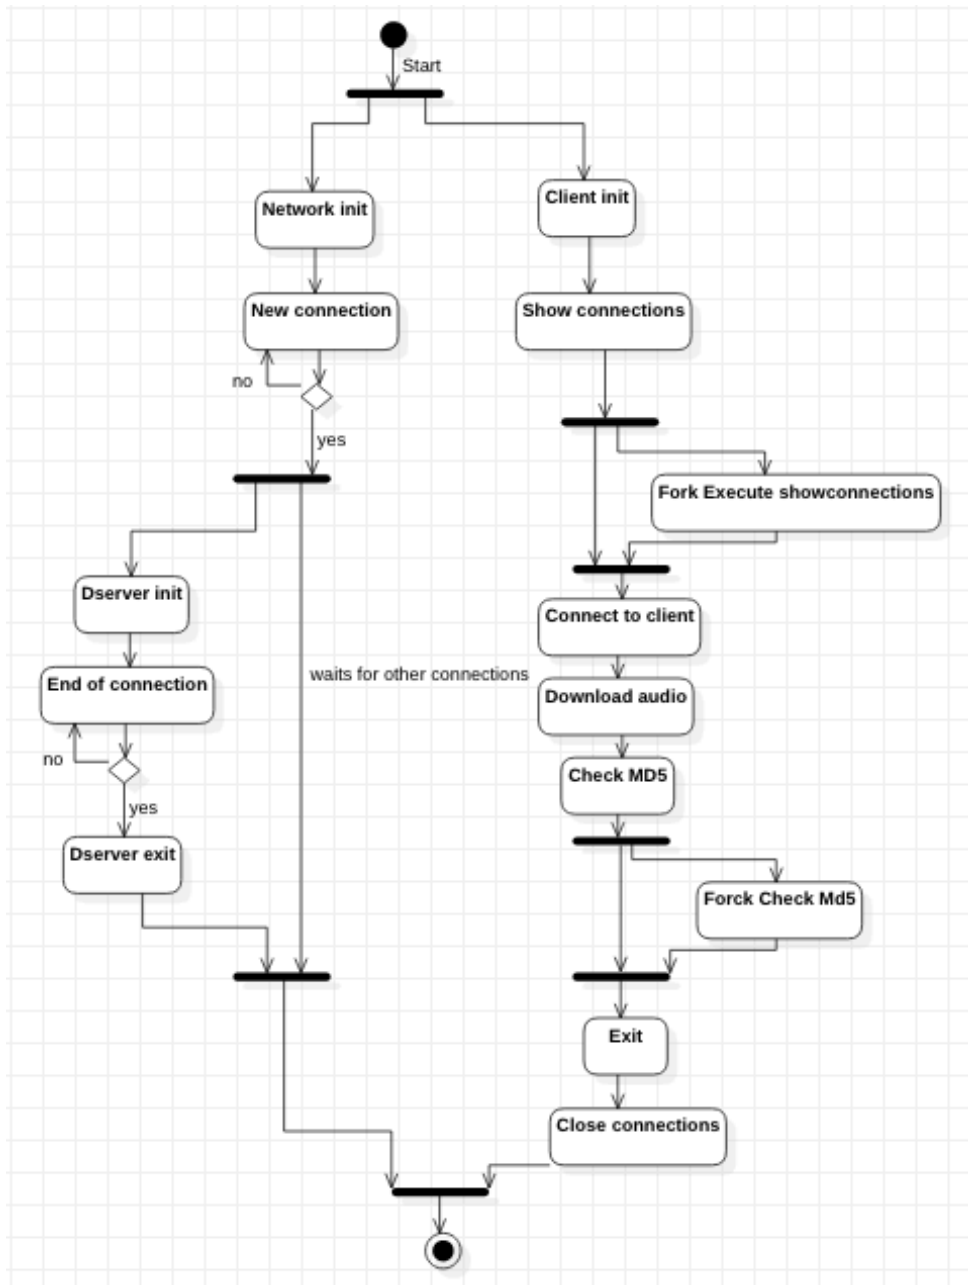 Start
Network init
Client init
New connection
Show connections
no
yes
Fork Execute showconnections
Dserver init
Connect to client
waits for other connections
End of connection
Download audio
no
Check MD5
yes
Dserver exit
Forck Check Md5
Exit
Close connections